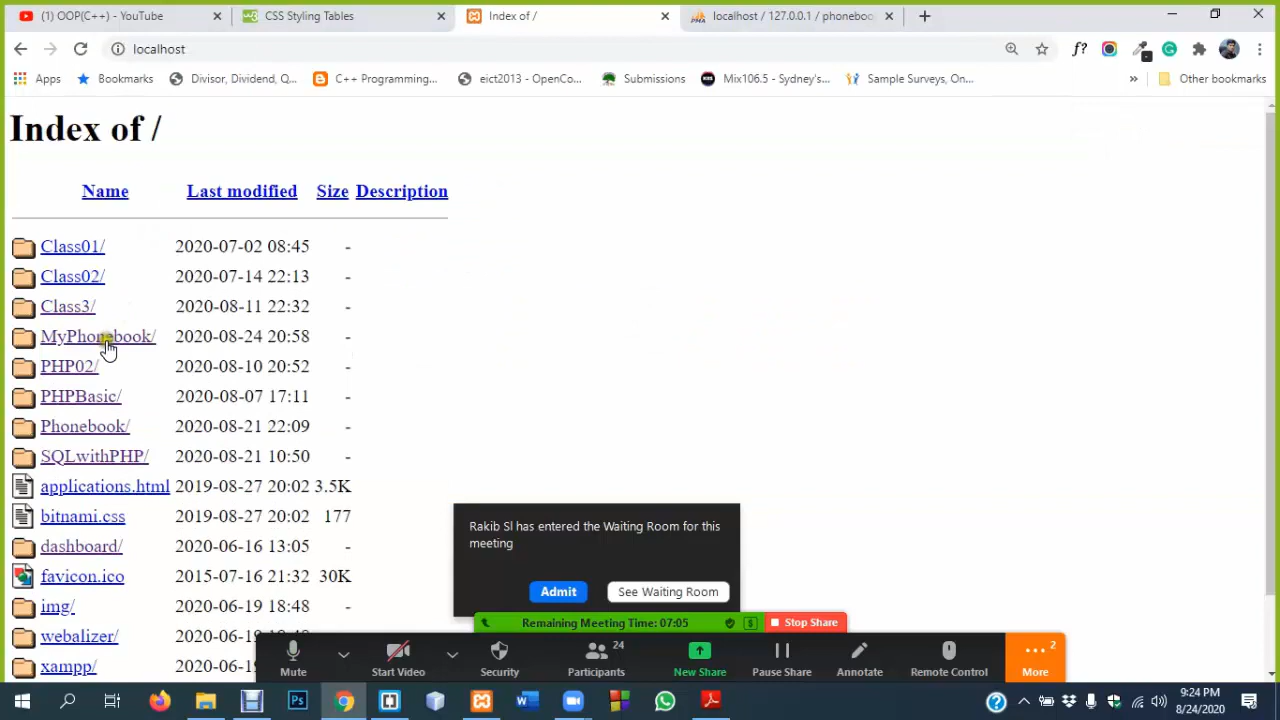 OOP(C++) - YouTube
CSS Styling Tables
Index of /
localhost / 127.0.0.1 / phoneboo
localhost
f?
Apps
Bookmarks
Divisor, Dividend, Q...
C++ Programming...
eict2013 - OpenCo...
Submissions
Mix106.5 - Sydney's...
Sample Surveys, On...
»
Other bookmarks
Index of /
Name Last modified Size Description
Class01/ 2020-07-02 08:45 -
Class02/ 2020-07-14 22:13 -
Class3/ 2020-08-11 22:32 -
MyPhonebook/ 2020-08-24 20:58 -
PHP02/ 2020-08-10 20:52 -
PHPBasic/ 2020-08-07 17:11 -
Phonebook/ 2020-08-21 22:09 -
SQLwithPHP/ 2020-08-21 10:50 -
applications.html 2019-08-27 20:02 3.5K
bitnami.css 2019-08-27 20:02 177
dashboard/ 2020-06-16 13:05 -
favicon.ico 2015-07-16 21:32 30K
img/ 2020-06-19 18:48 -
webalizer/ 2020-06-19
xampp/ 2020-06-19
Rakib Sl has entered the Waiting Room for this
meeting
Admit
See Waiting Room
Remaining Meeting Time: 07:05
Stop Share
Mute
Start Video
Security
Participants 24
New Share
Pause Share
Annotate
Remote Control
More 2
9:24 PM
8/24/2020